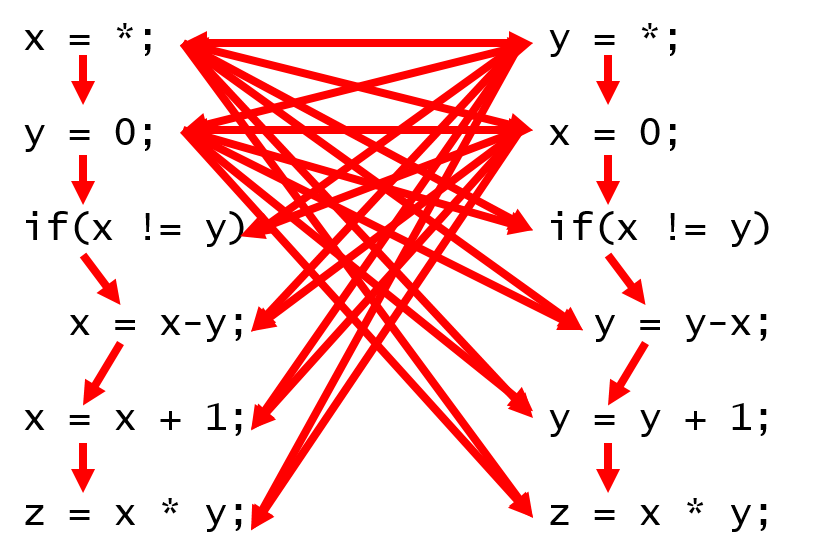 x = *;
y = 0;
if(x != y)
x = x-y;
x = x + 1;
z = x * y;
y = *;
x = 0;
if(x != y)
y = y-x;
y = y + 1;
z = x * y;